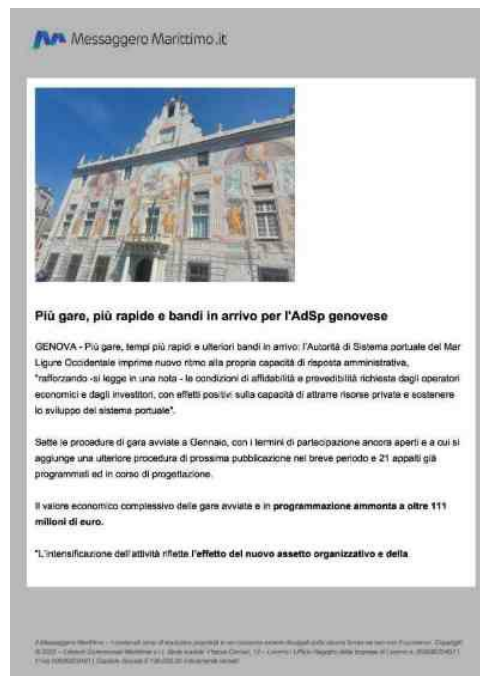 Messaggero Marittimo.it
Più gare, più rapide e bandi in arrivo per l'AdSp genovese
GENOVA - Più gare, tempi più rapidi e ulteriori bandi in arrivo: l'Autorità di Sistema portuale del Mar
Ligure Occidentale imprime nuovo ritmo alla propria capacità di risposta amministrativa,
"rafforzando -si legge in una nota - le condizioni di affidabilità e prevedibilità richiesta dagli operatori
economici e dagli investitori, con effetti positivi sulla capacità di attrarre risorse private e sostenere
lo sviluppo del sistema portuale".
Sette le procedure di gara avviate a Gennaio, con i termini di partecipazione ancora aperti e a cui si
aggiunge una ulteriore procedura di prossima pubblicazione nel breve periodo e 21 appalti già
programmati ed in corso di progettazione.
Il valore economico complessivo delle gare avviate e in programmazione ammonta a oltre 111
milioni di euro.
"L'intensificazione dell'attività riflette l'effetto del nuovo assetto organizzativo e della